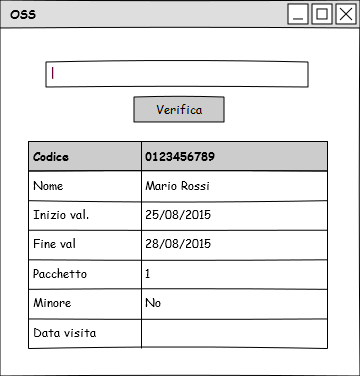 OSS
Verifica
Codice 0123456789
Nome Mario Rossi
Inizio val. 25/08/2015
Fine val 28/08/2015
Pacchetto 1
Minore No
Data visita